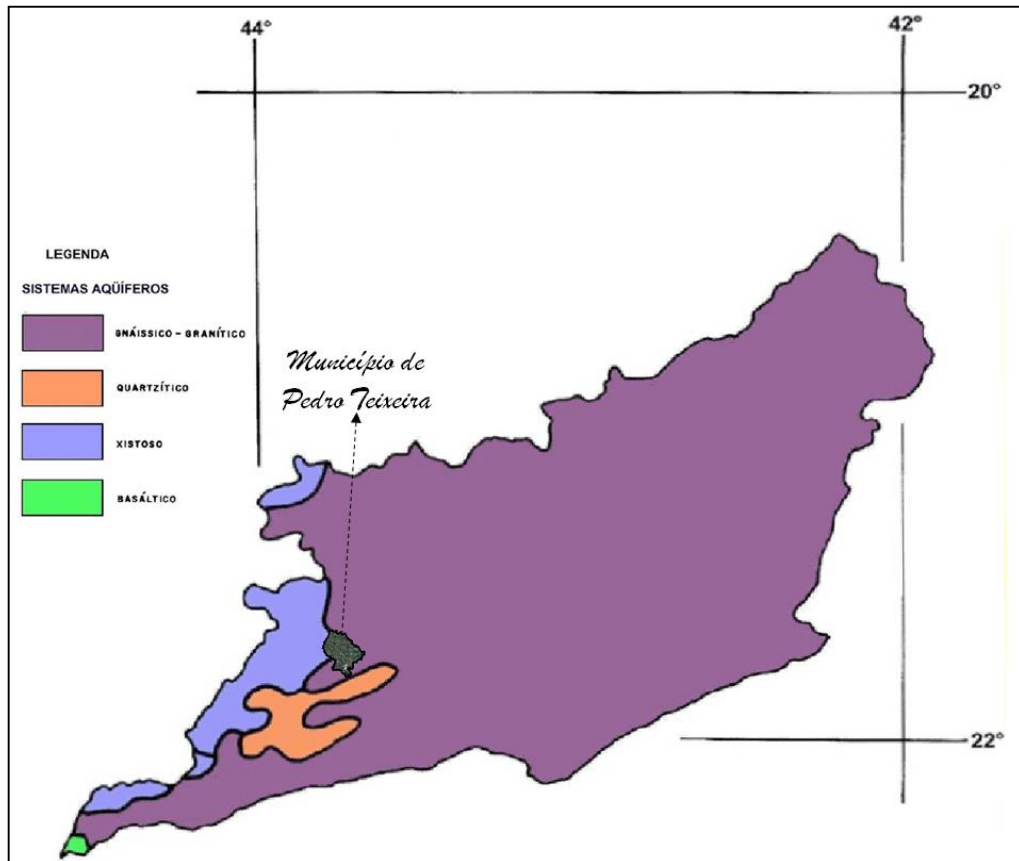 44°
42°
20°
LEGENDA
SISTEMAS AQÜÍFEROS
GNÁISSICO - GRANÍTICO
QUARTZÍTICO
XISTOSO
BASÁLTICO
Município de
Pedro Teixeira
22°